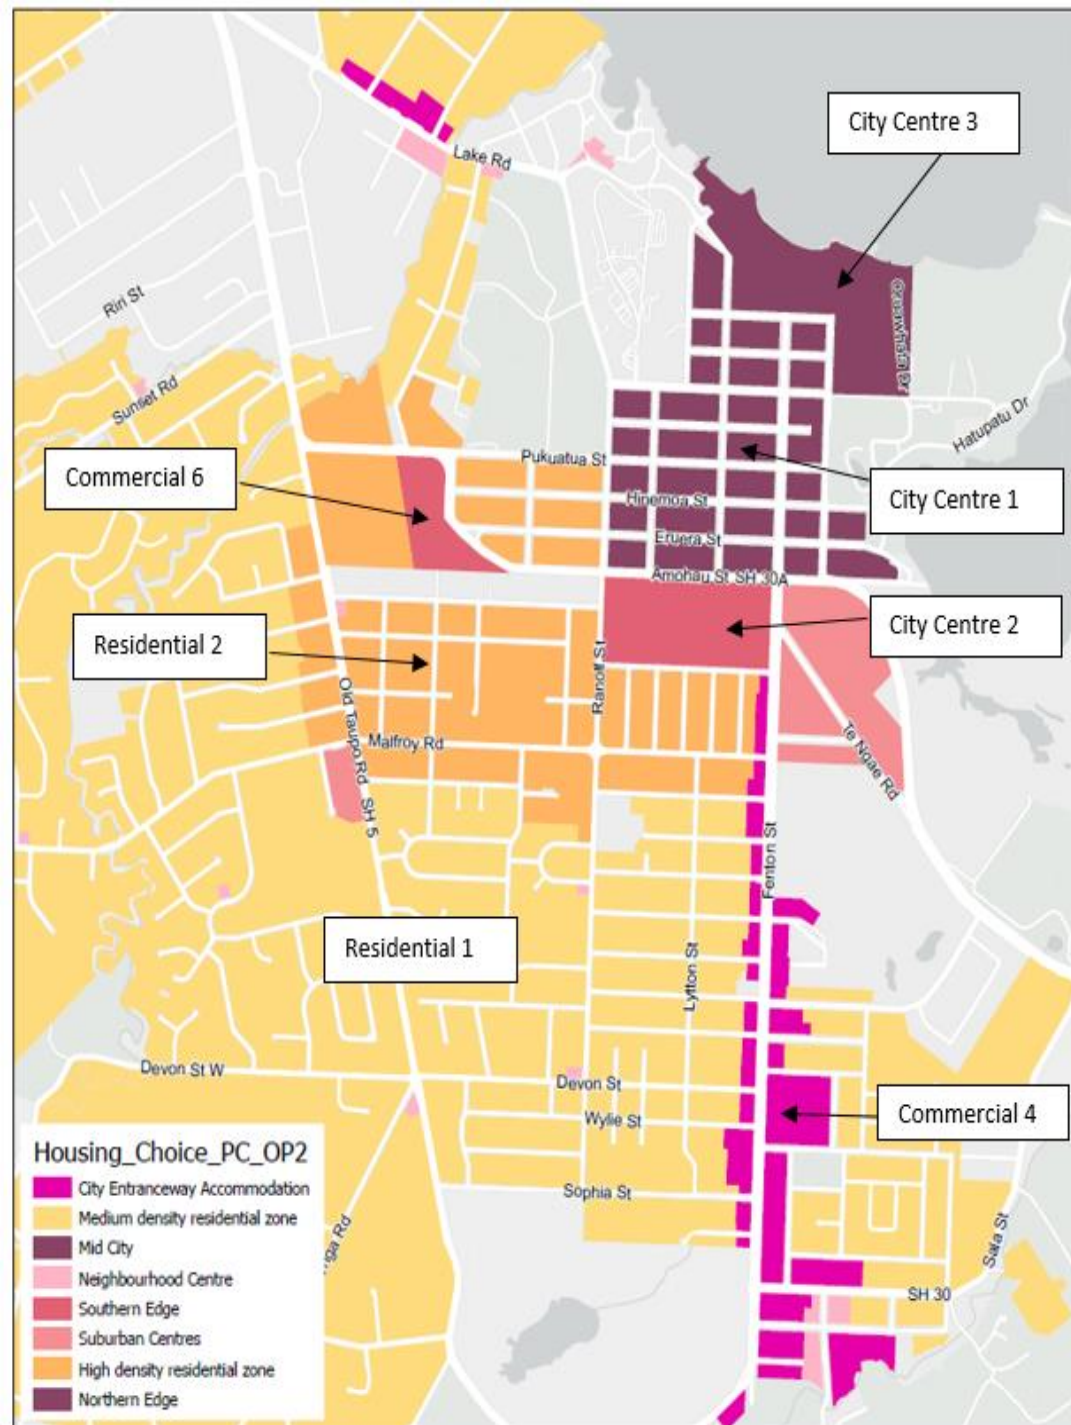 City Centre 3
Lake Rd
Riri St
Sunset Rd
Hatupatu Dr
Pukuatua St
Commercial 6
Hinemoa St
City Centre 1
Eruera St
Amohau St SH 30A
City Centre 2
Residential 2
Ranolf St
Old Taupo Rd SH 5
Malfroy Rd
Te Ngae Rd
Fenton St
Residential 1
Lytton St
Devon St W
Devon St
Wylie St
Commercial 4
Sophia St
Sala St
SH 30
Housing_Choice_PC_OP2
City Entranceway Accommodation
Medium density residential zone
Mid City
Neighbourhood Centre
Southern Edge
Suburban Centres
High density residential zone
Northern Edge